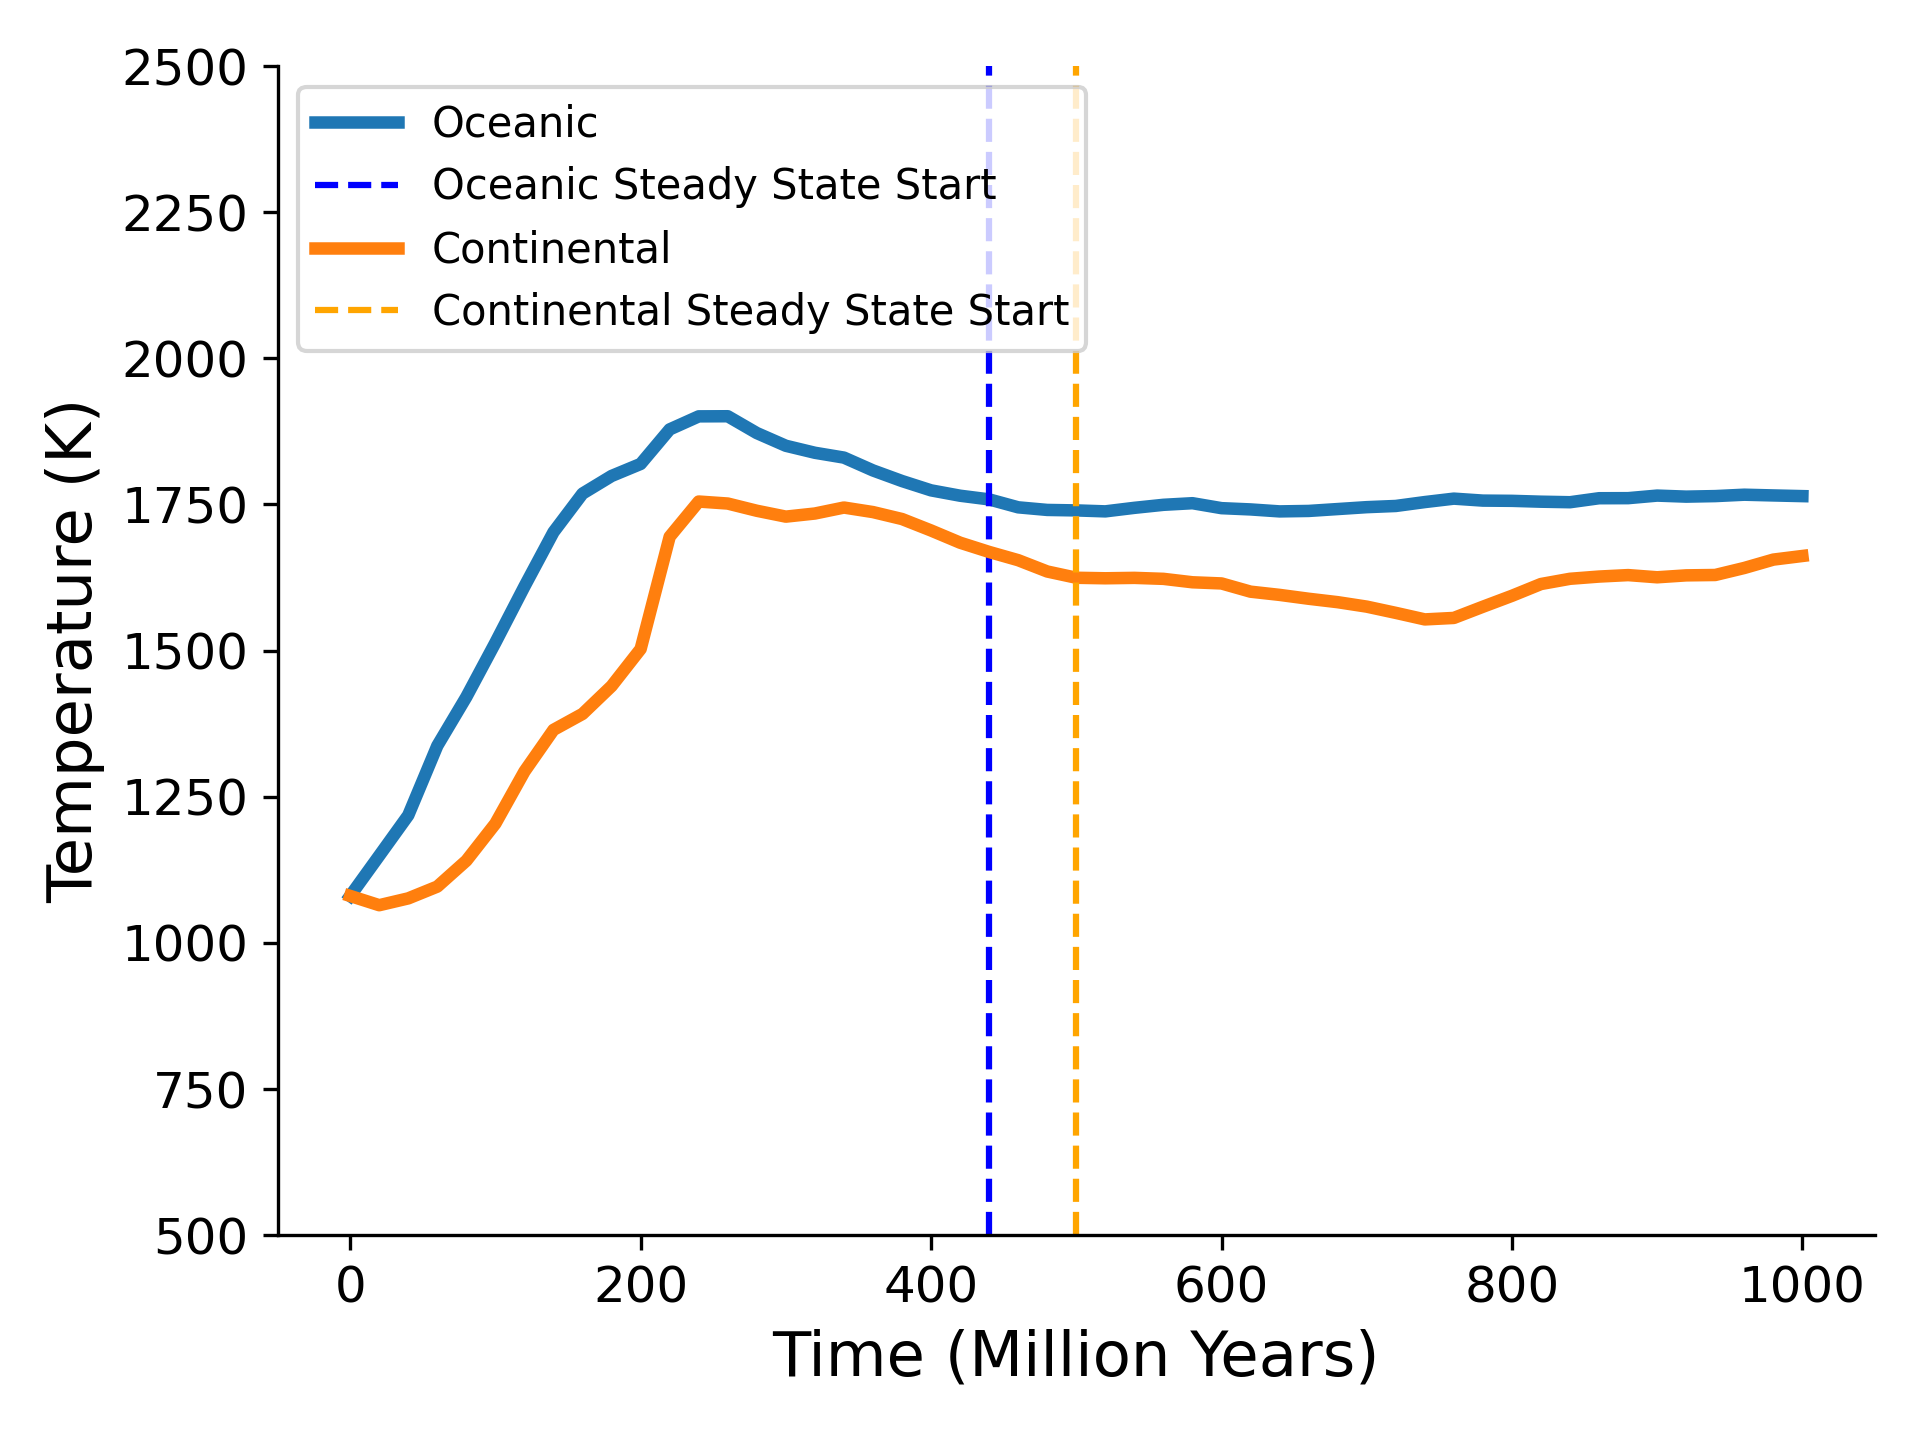 2500
2250
2000
1750
1500
1250
1000
750
500
Temperature (K)
Oceanic
Oceanic Steady State Start
Continental
Continental Steady State Start
0 200 400 600 800 1000
Time (Million Years)